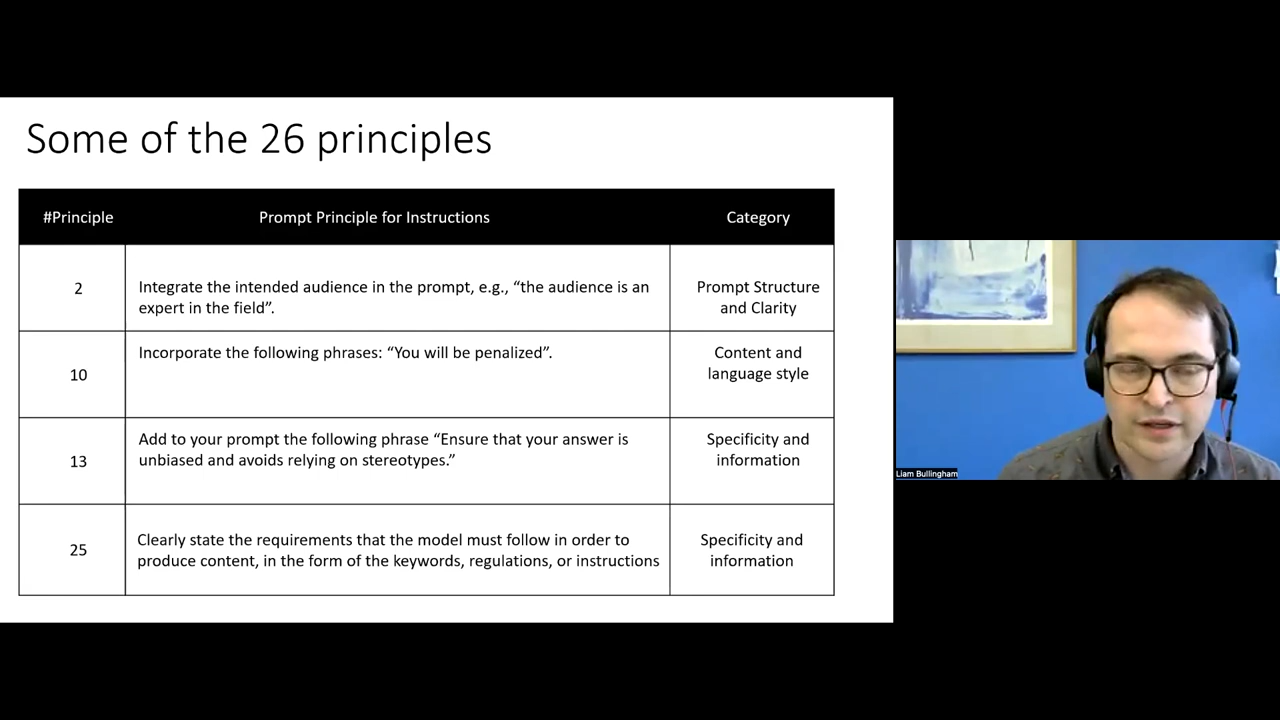 Some of the 26 principles
#Principle
Prompt Principle for Instructions
Category
2
Integrate the intended audience in the prompt, e.g., “the audience is an
expert in the field”.
Prompt Structure
and Clarity
10
Incorporate the following phrases: “You will be penalized”.
Content and
language style
13
Add to your prompt the following phrase “Ensure that your answer is
unbiased and avoids relying on stereotypes.”
Specificity and
information
25
Clearly state the requirements that the model must follow in order to
produce content, in the form of the keywords, regulations, or instructions
Specificity and
information
Liam Bullingham